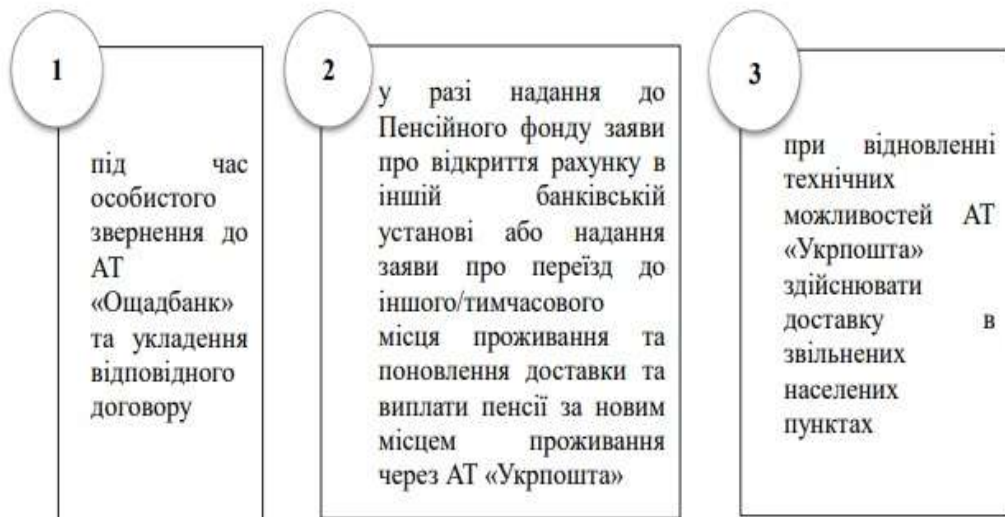 1
під час
особистого
звернення до
АТ
«Ощадбанк»
та укладення
відповідного
договору
2
у разі надання до
Пенсійного фонду заяви
про відкриття рахунку в
іншій банківській
установі або надання
заяви про переїзд до
іншого/тимчасового
місця проживання та
поновлення доставки та
виплати пенсії за новим
місцем проживання
через АТ «Укрпошта»
3
при відновленні
технічних
можливостей АТ
«Укрпошта»
здійснювати
доставку в
звільнених
населених
пунктах